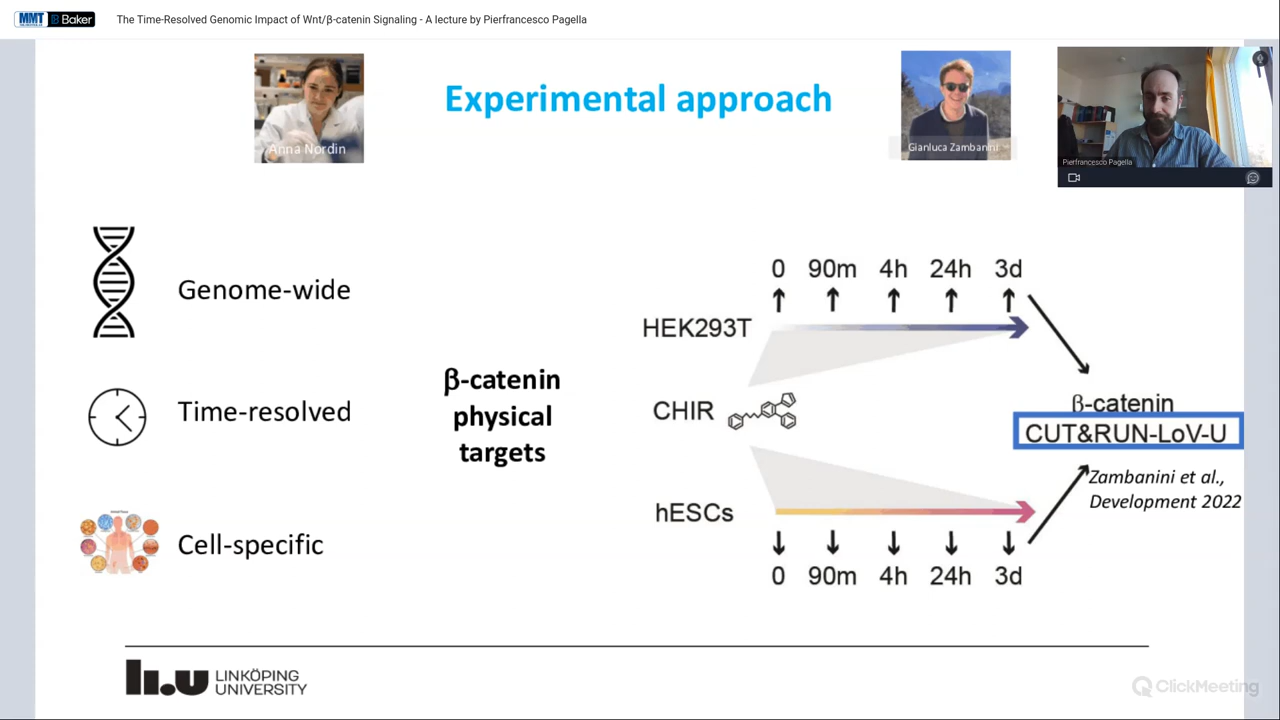 MMT Baker
The Time-Resolved Genomic Impact of Wnt/β-catenin Signaling - A lecture by Pierfrancesco Pagella
Experimental approach
Anna Nordin
Gianluca Zambanini
Pierfrancesco Pagella
Genome-wide
Time-resolved
Cell-specific
β-catenin
physical
targets
0 90m 4h 24h 3d
HEK293T
CHIR
hESCs
0 90m 4h 24h 3d
β-catenin
CUT&RUN-LoV-U
Zambanini et al.,
Development 2022
li.u LINKÖPING
UNIVERSITY
ClickMeeting